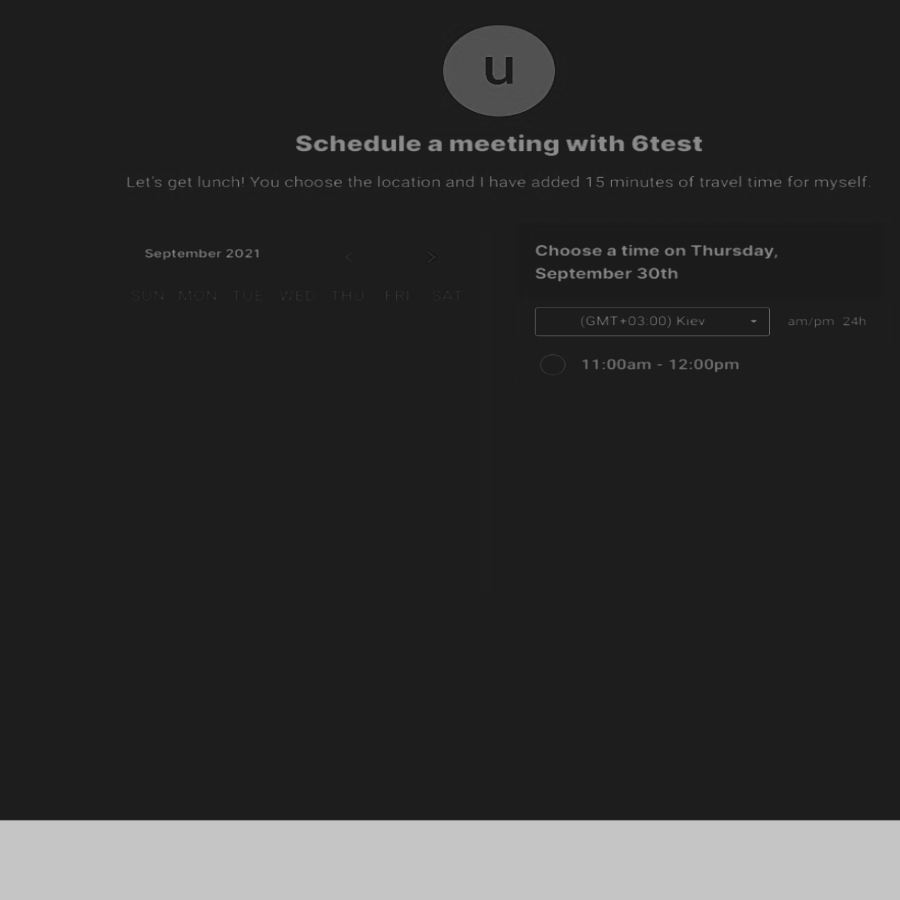 u
Schedule a meeting with 6test
Let's get lunch! You choose the location and I have added 15 minutes of travel time for myself.
September 2021
SUN MON TUE WED THU FRI SAT
Choose a time on Thursday,
September 30th
(GMT+03:00) Kiev
am/pm 24h
11:00am - 12:00pm